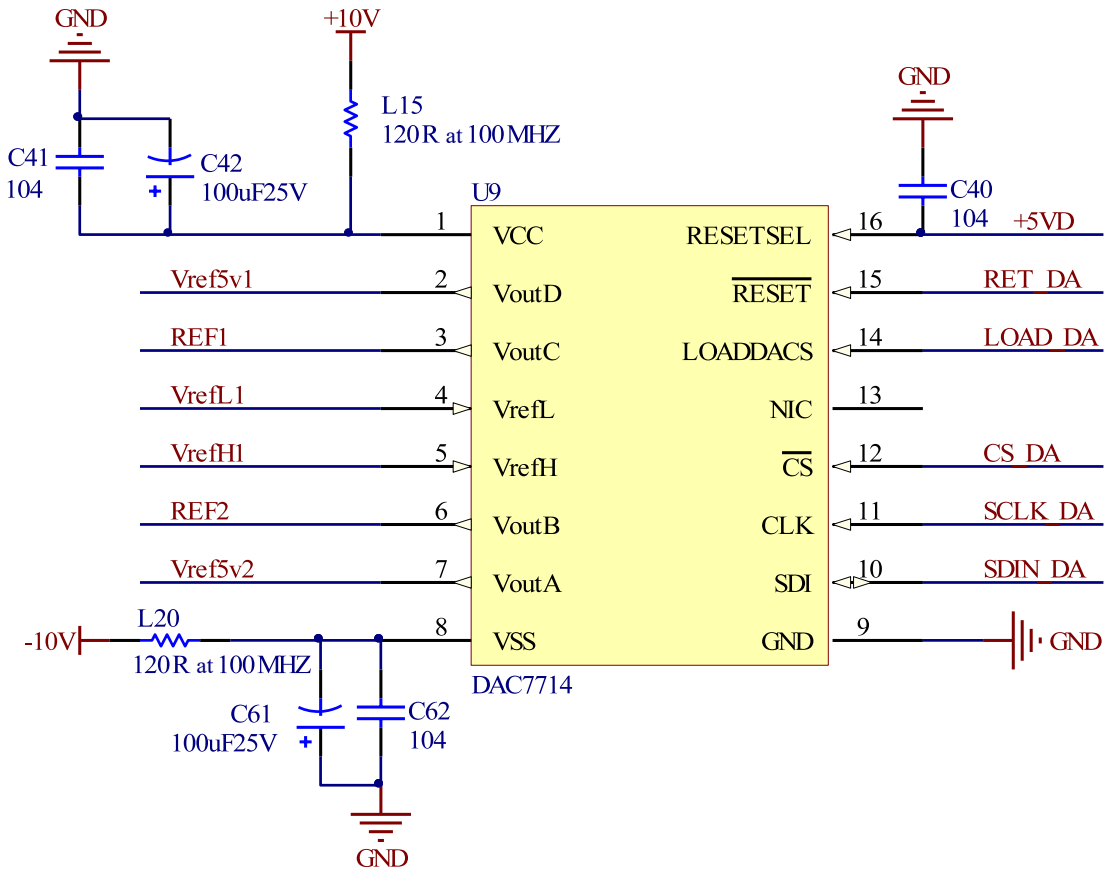 GND
+10V
GND
L15
120R at 100MHZ
C41
104
C42
100uF25V
C40
104
U9
1
VCC
RESETSEL
16
+5VD
Vref5v1
2
VoutD
RESET
15
RET_DA
REF1
3
VoutC
LOADDACS
14
LOAD_DA
VrefL1
4
VrefL
NIC
13
VrefH1
5
VrefH
CS
12
CS_DA
REF2
6
VoutB
CLK
11
SCLK_DA
Vref5v2
7
VoutA
SDI
10
SDIN_DA
L20
-10V
120R at 100MHZ
8
VSS
GND
9
GND
DAC7714
C61
100uF25V
+
C62
104
GND
+